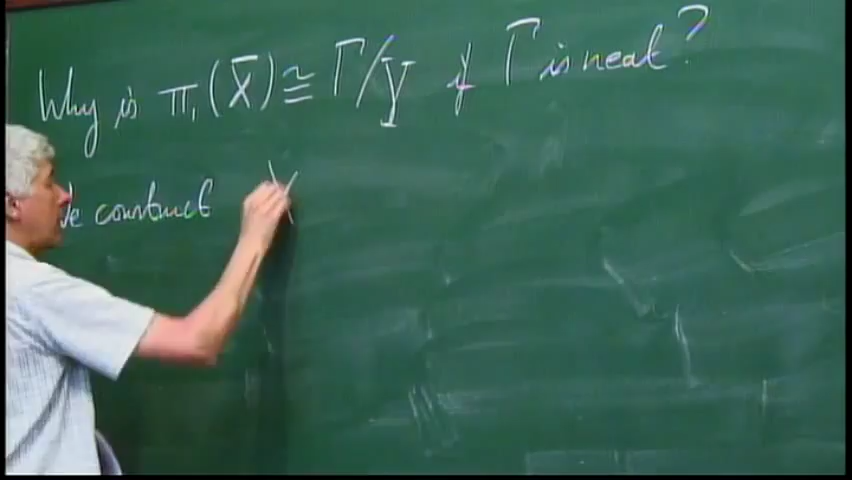 Why is π₁(X̄) ≅ Γ/Y if Γ is neat?
We construct X